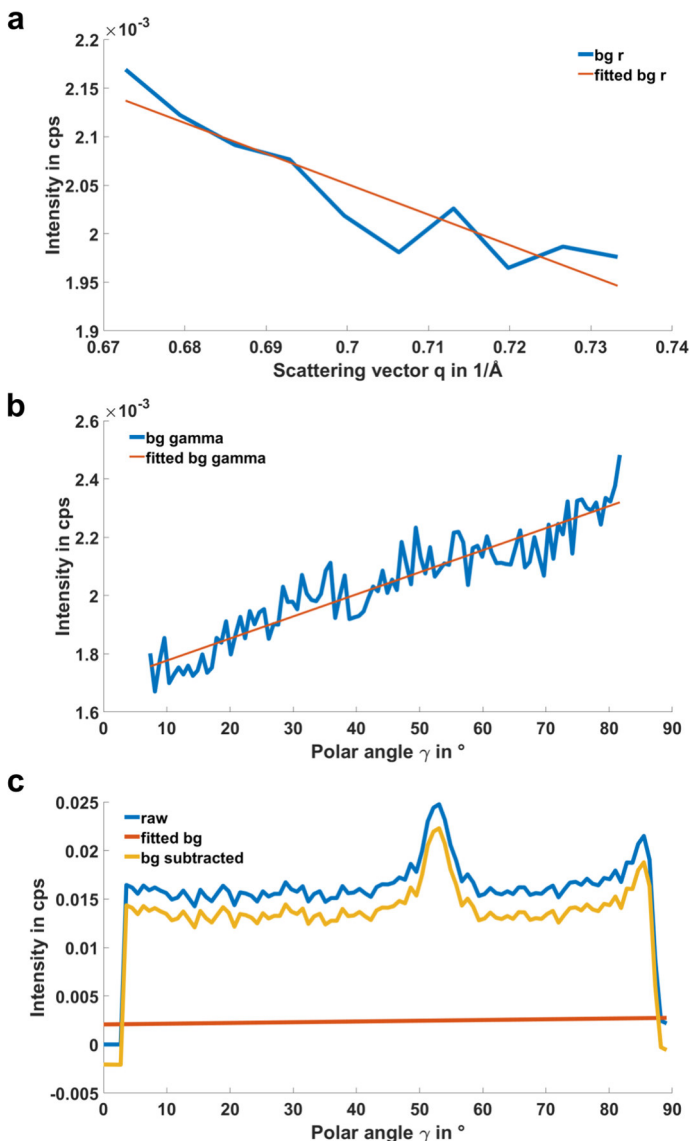 a
×10⁻³
2.2
2.15
2.1
2.05
2
1.95
1.9
Intensity in cps
bg r
fitted bg r
0.67 0.68 0.69 0.7 0.71 0.72 0.73 0.74
Scattering vector q in 1/Å
b
×10⁻³
2.6
2.4
2.2
2
1.8
1.6
Intensity in cps
bg gamma
fitted bg gamma
0 10 20 30 40 50 60 70 80 90
Polar angle γ in °
c
0.025
0.02
0.015
0.01
0.005
0
-0.005
Intensity in cps
raw
fitted bg
bg subtracted
0 10 20 30 40 50 60 70 80 90
Polar angle γ in °